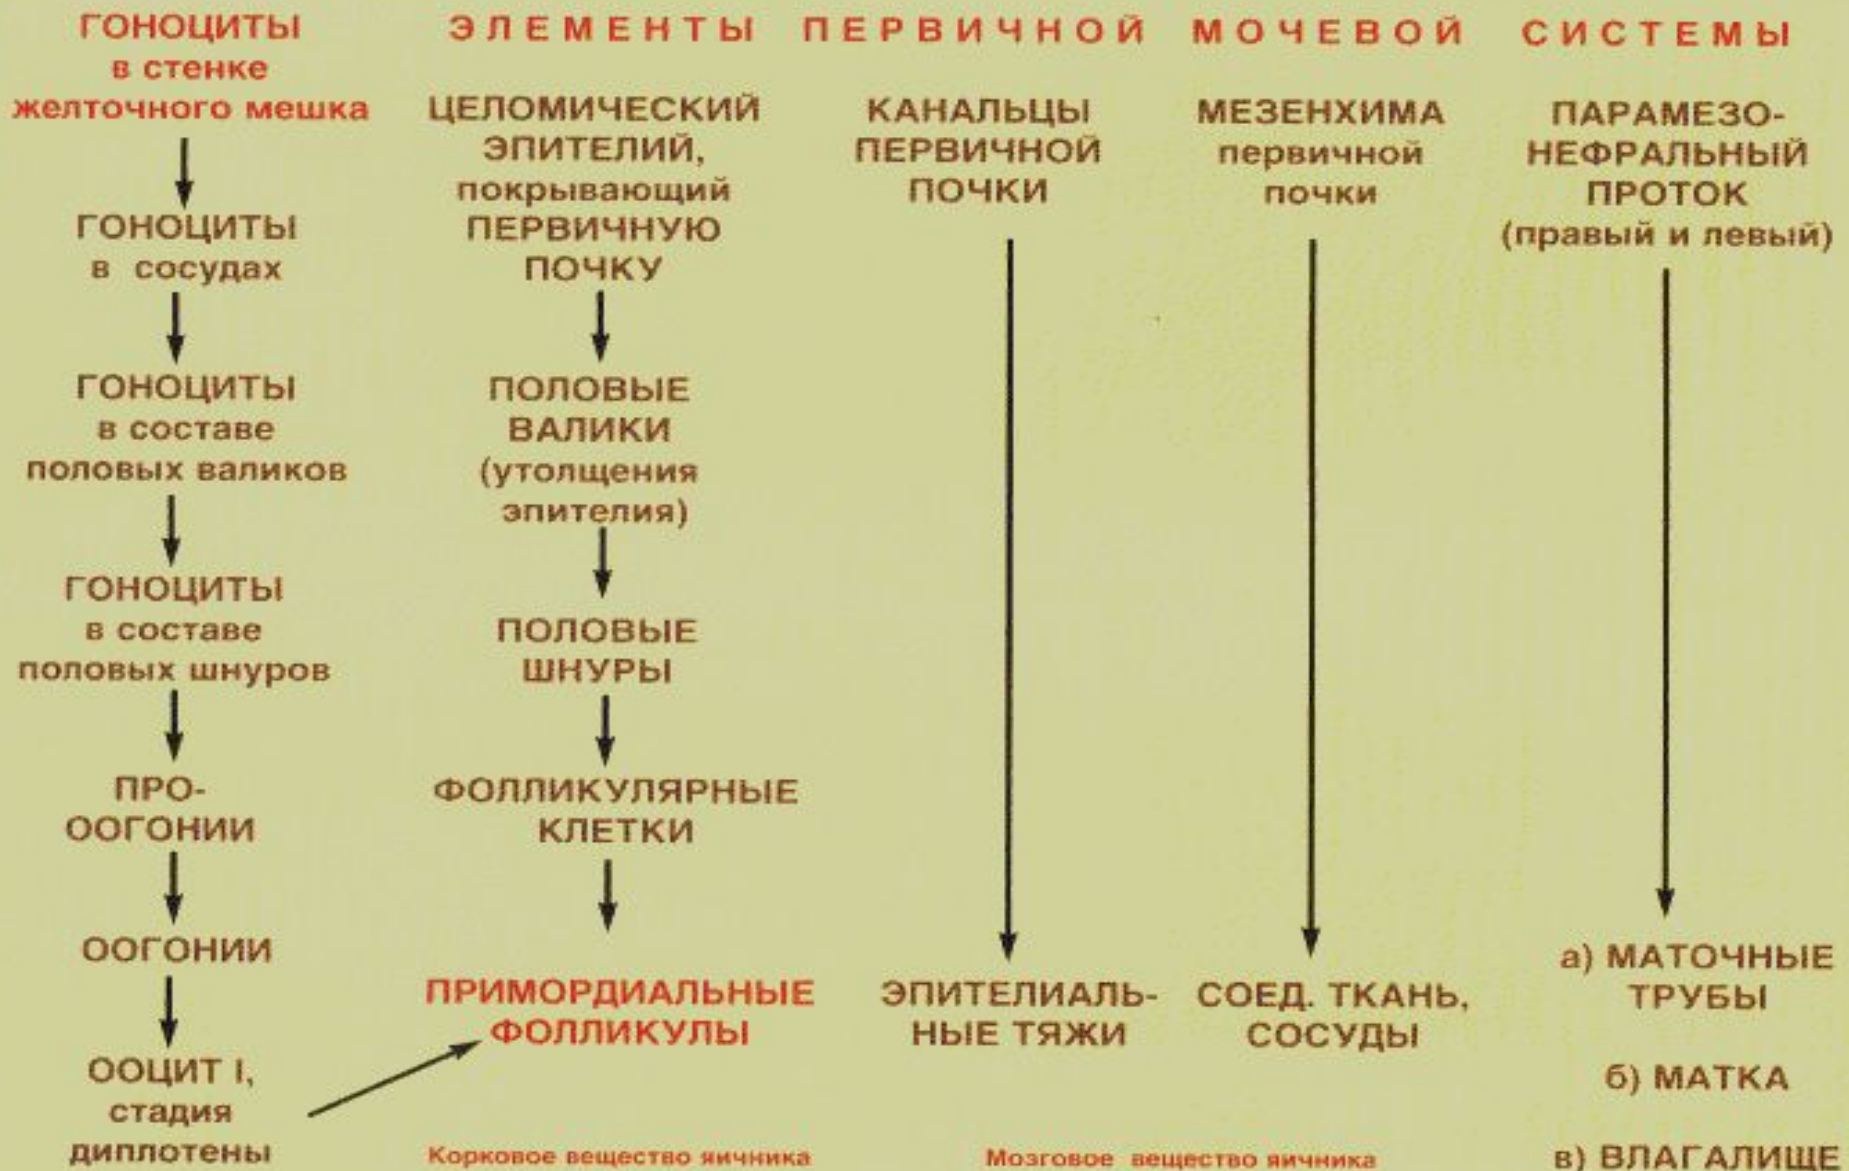 ГОНОЦИТЫ
в стенке
желточного мешка
ГОНОЦИТЫ
в сосудах
ГОНОЦИТЫ
в составе
половых валиков
ГОНОЦИТЫ
в составе
половых шнуров
ПРО-
ООГОНИИ
ООГОНИИ
ООЦИТ I,
стадия
диплотены
ЭЛЕМЕНТЫ ПЕРВИЧНОЙ МОЧЕВОЙ СИСТЕМЫ
ЦЕЛОМИЧЕСКИЙ
ЭПИТЕЛИЙ,
покрывающий
ПЕРВИЧНУЮ
ПОЧКУ
ПОЛОВЫЕ
ВАЛИКИ
(утолщения
эпителия)
ПОЛОВЫЕ
ШНУРЫ
ФОЛЛИКУЛЯРНЫЕ
КЛЕТКИ
ПРИМОРДИАЛЬНЫЕ
ФОЛЛИКУЛЫ
Корковое вещество яичника
КАНАЛЬЦЫ
ПЕРВИЧНОЙ
ПОЧКИ
ЭПИТЕЛИАЛЬ-
НЫЕ ТЯЖИ
МЕЗЕНХИМА
первичной
почки
СОЕД. ТКАНЬ,
СОСУДЫ
Мозговое вещество яичника
ПАРАМЕЗО-
НЕФРАЛЬНЫЙ
ПРОТОК
(правый и левый)
а) МАТОЧНЫЕ
ТРУБЫ
б) МАТКА
в) ВЛАГАЛИЩЕ